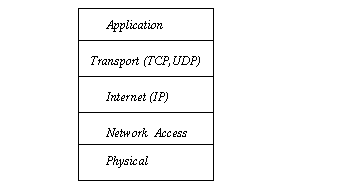 Application
Transport (TCP,UDP)
Internet (IP)
Network Access
Physical